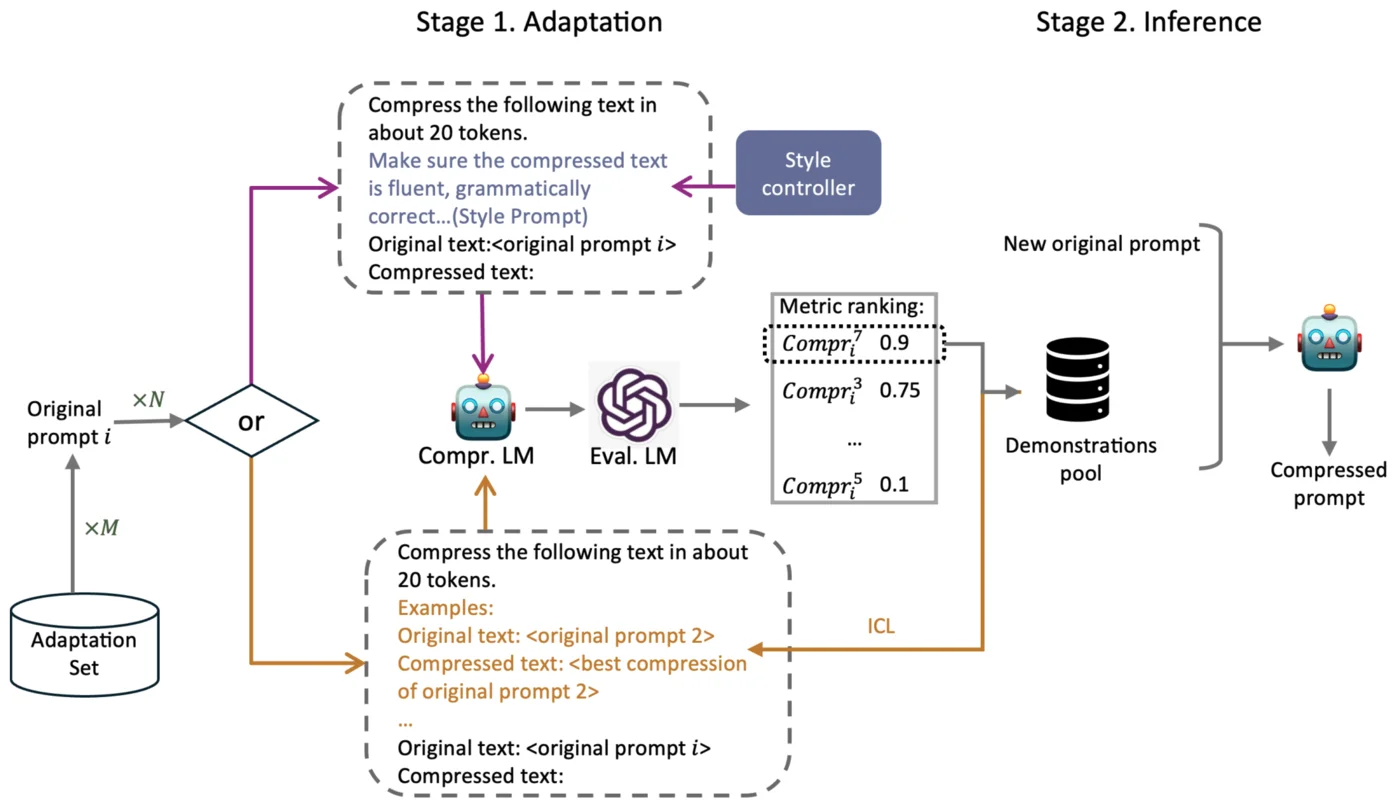 Stage 1. Adaptation
Stage 2. Inference
Compress the following text in
about 20 tokens.
Make sure the compressed text
is fluent, grammatically
correct...(Style Prompt)
Original text:<original prompt i>
Compressed text:
Style
controller
New original prompt
Metric ranking:
Compr_i^7 0.9
Compr_i^3 0.75
...
Compr_i^5 0.1
Original
prompt i
×N
or
Compr. LM
Eval. LM
Demonstrations
pool
Compressed
prompt
×M
Adaptation
Set
Compress the following text in about
20 tokens.
Examples:
Original text: <original prompt 2>
Compressed text: <best compression
of original prompt 2>
...
Original text: <original prompt i>
Compressed text:
ICL